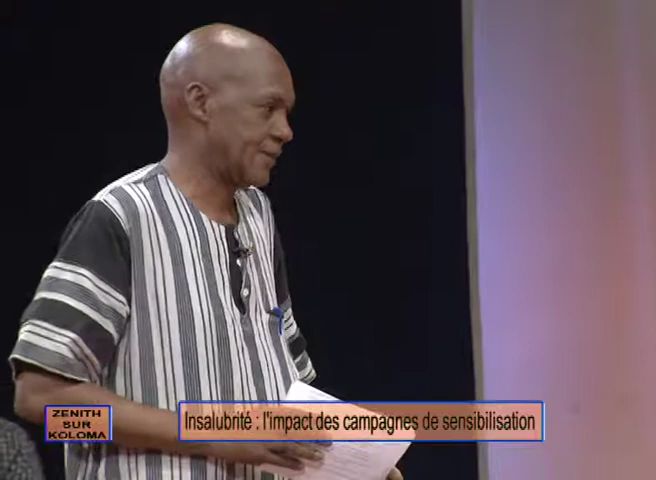 ZENITH
SUR
KOLOMA
Insalubrité : l'impact des campagnes de sensibilisation